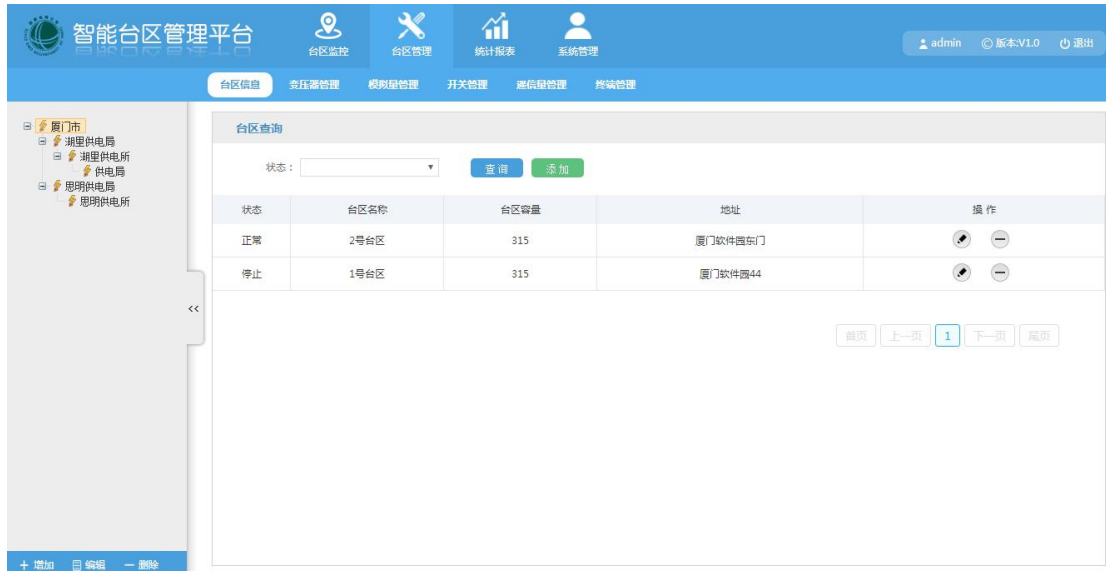 智能台区管理平台
台区监控 台区管理 统计报表 系统管理
admin ©版本:V1.0 退出
台区信息 变压器管理 模拟量管理 开关管理 遥信量管理 终端管理
厦门市
湖里供电局
湖里供电所
供电局
思明供电局
思明供电所
台区查询
状态：
查询 添加
状态 台区名称 台区容量 地址 操作
正常 2号台区 315 厦门软件园东门
停止 1号台区 315 厦门软件园44
<<
首页 上一页 1 下一页 尾页
增加 编辑 删除